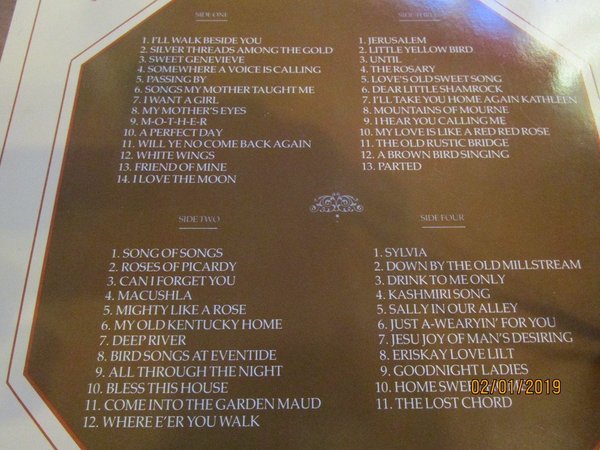 SIDE ONE
1. I'LL WALK BESIDE YOU
2. SILVER THREADS AMONG THE GOLD
3. SWEET GENEVIEVE
4. SOMEWHERE A VOICE IS CALLING
5. PASSING BY
6. SONGS MY MOTHER TAUGHT ME
7. I WANT A GIRL
8. MY MOTHER'S EYES
9. M-O-T-H-E-R
10. A PERFECT DAY
11. WILL YE NO COME BACK AGAIN
12. WHITE WINGS
13. FRIEND OF MINE
14. I LOVE THE MOON
SIDE TWO
1. SONG OF SONGS
2. ROSES OF PICARDY
3. CAN I FORGET YOU
4. MACUSHLA
5. MIGHTY LIKE A ROSE
6. MY OLD KENTUCKY HOME
7. DEEP RIVER
8. BIRD SONGS AT EVENTIDE
9. ALL THROUGH THE NIGHT
10. BLESS THIS HOUSE
11. COME INTO THE GARDEN MAUD
12. WHERE E'ER YOU WALK
SIDE THREE
1. JERUSALEM
2. LITTLE YELLOW BIRD
3. UNTIL
4. THE ROSARY
5. LOVE'S OLD SWEET SONG
6. DEAR LITTLE SHAMROCK
7. I'LL TAKE YOU HOME AGAIN KATHLEEN
8. MOUNTAINS OF MOURNE
9. I HEAR YOU CALLING ME
10. MY LOVE IS LIKE A RED RED ROSE
11. THE OLD RUSTIC BRIDGE
12. A BROWN BIRD SINGING
13. PARTED
SIDE FOUR
1. SYLVIA
2. DOWN BY THE OLD MILLSTREAM
3. DRINK TO ME ONLY
4. KASHMIRI SONG
5. SALLY IN OUR ALLEY
6. JUST A-WEARYIN' FOR YOU
7. JESU JOY OF MAN'S DESIRING
8. ERISKAY LOVE LILT
9. GOODNIGHT LADIES
10. HOME SWEET
11. THE LOST CHORD
02/01/2019